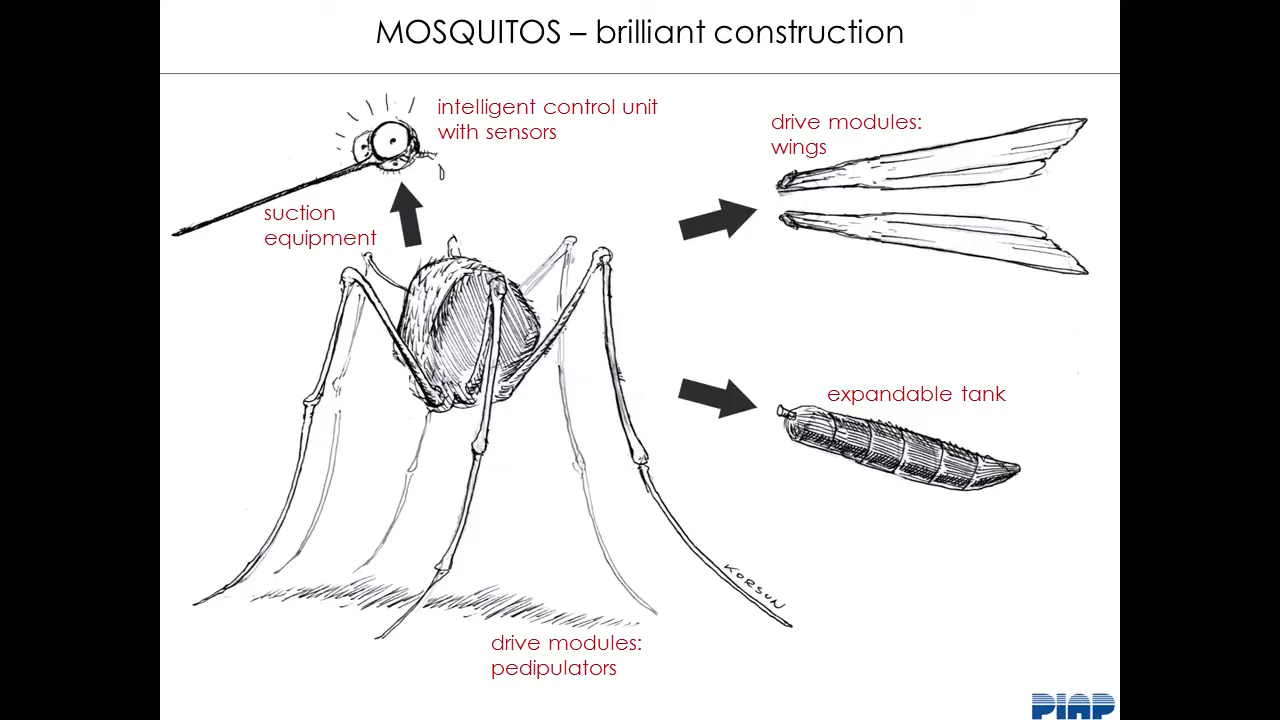 MOSQUITOS – brilliant construction
intelligent control unit
with sensors
drive modules:
wings
suction
equipment
expandable tank
KORSUN
drive modules:
pedipulators
PIAP